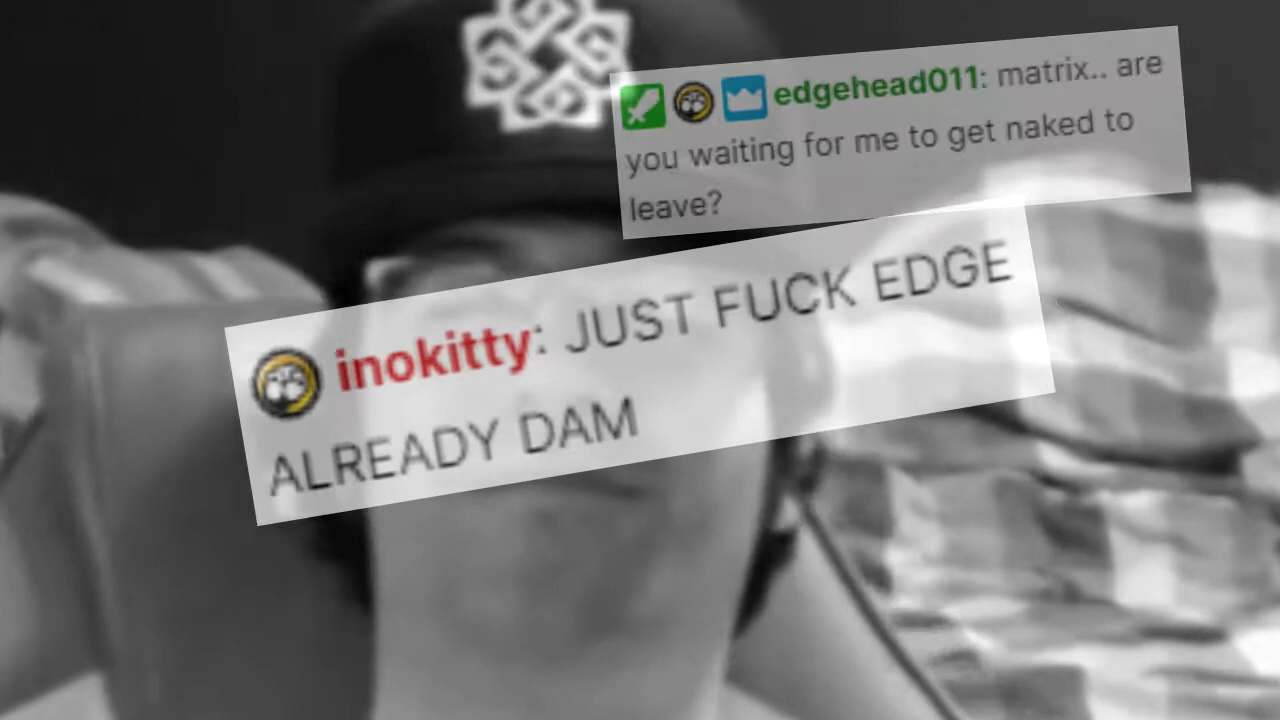 edgehead011: matrix.. are
you waiting for me to get naked to
leave?
inokitty: JUST FUCK EDGE
ALREADY DAM